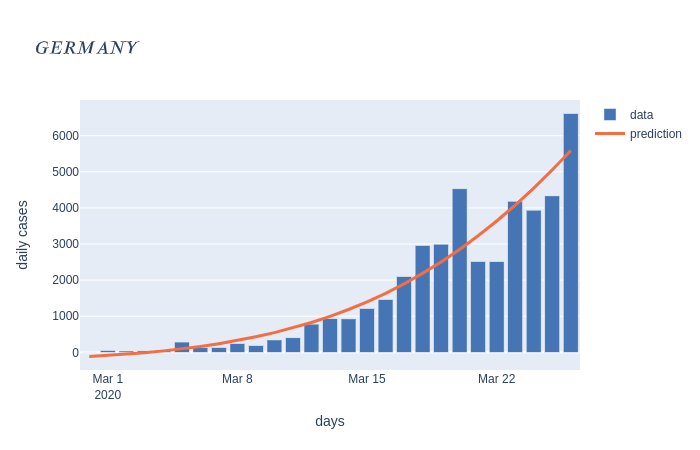 GERMANY
data
prediction
daily cases
6000
5000
4000
3000
2000
1000
0
Mar 1
2020
Mar 8
Mar 15
Mar 22
days